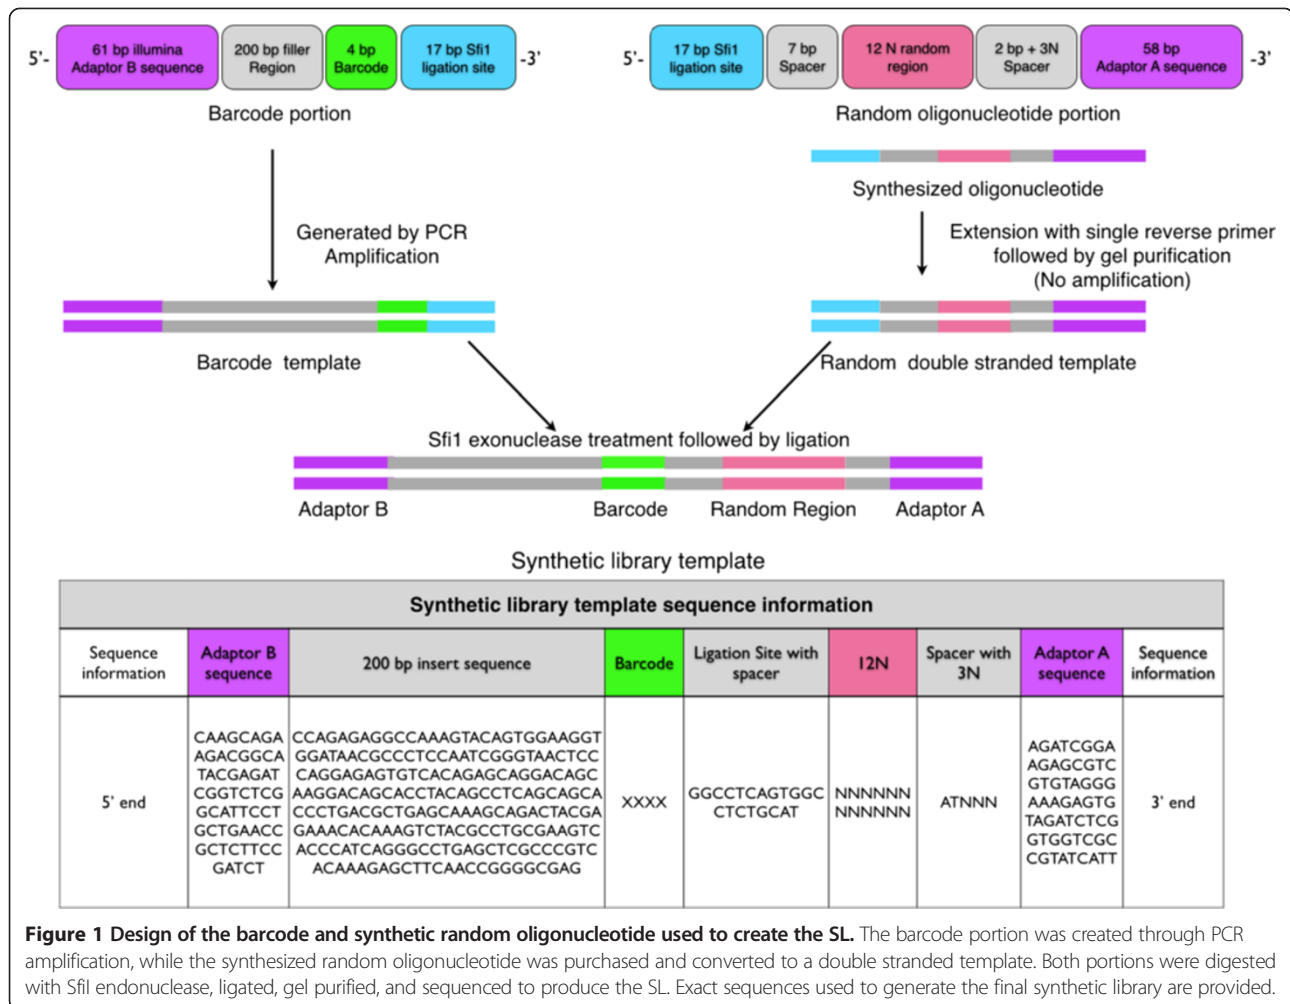 5'-
61 bp illumina
Adaptor B sequence
200 bp filler
Region
4 bp
Barcode
17 bp Sfi1
ligation site
-3'
Barcode portion
5'-
17 bp Sfi1
ligation site
7 bp
Spacer
12 N random
region
2 bp + 3N
Spacer
58 bp
Adaptor A sequence
-3'
Random oligonucleotide portion
Synthesized oligonucleotide
Generated by PCR
Amplification
Extension with single reverse primer
followed by gel purification
(No amplification)
Barcode template
Random double stranded template
Sfi1 exonuclease treatment followed by ligation
Adaptor B
Barcode
Random Region
Adaptor A
Synthetic library template
Synthetic library template sequence information
Sequence
information
Adaptor B
sequence
200 bp insert sequence
Barcode
Ligation Site with
spacer
12N
Spacer with
3N
Adaptor A
sequence
Sequence
information
5' end
CAAGCAGA
AGACGGCA
TACGAGAT
CGGTCTCG
GCATTCCT
GCTGAACC
GCTCTTCC
GATCT
CCAGAGAGGCCAAAGTACAGTGGAAGGT
GGATAACGCCCTCCAATCGGGTAACTCC
CAGGAGAGTGTCACAGAGCAGGACAGC
AAGGACAGCACCTACAGCCTCAGCAGCA
CCCTGACGCTGAGCAAAGCAGACTACGA
GAAACACAAAGTCTACGCCTGCGAAGTC
ACCCATCAGGGCCTGAGCTCGCCCGTC
ACAAAGAGCTTCAACCGGGGCGAG
XXXX
GGCCTCAGTGGC
CTCTGCAT
NNNNNN
NNNNNN
ATNNN
AGATCGGA
AGAGCGTC
GTGTAGGG
AAAGAGTG
TAGATCTCG
GTGGTCGC
CGTATCATT
3' end
Figure 1 Design of the barcode and synthetic random oligonucleotide used to create the SL. The barcode portion was created through PCR
amplification, while the synthesized random oligonucleotide was purchased and converted to a double stranded template. Both portions were digested
with SfiI endonuclease, ligated, gel purified, and sequenced to produce the SL. Exact sequences used to generate the final synthetic library are provided.